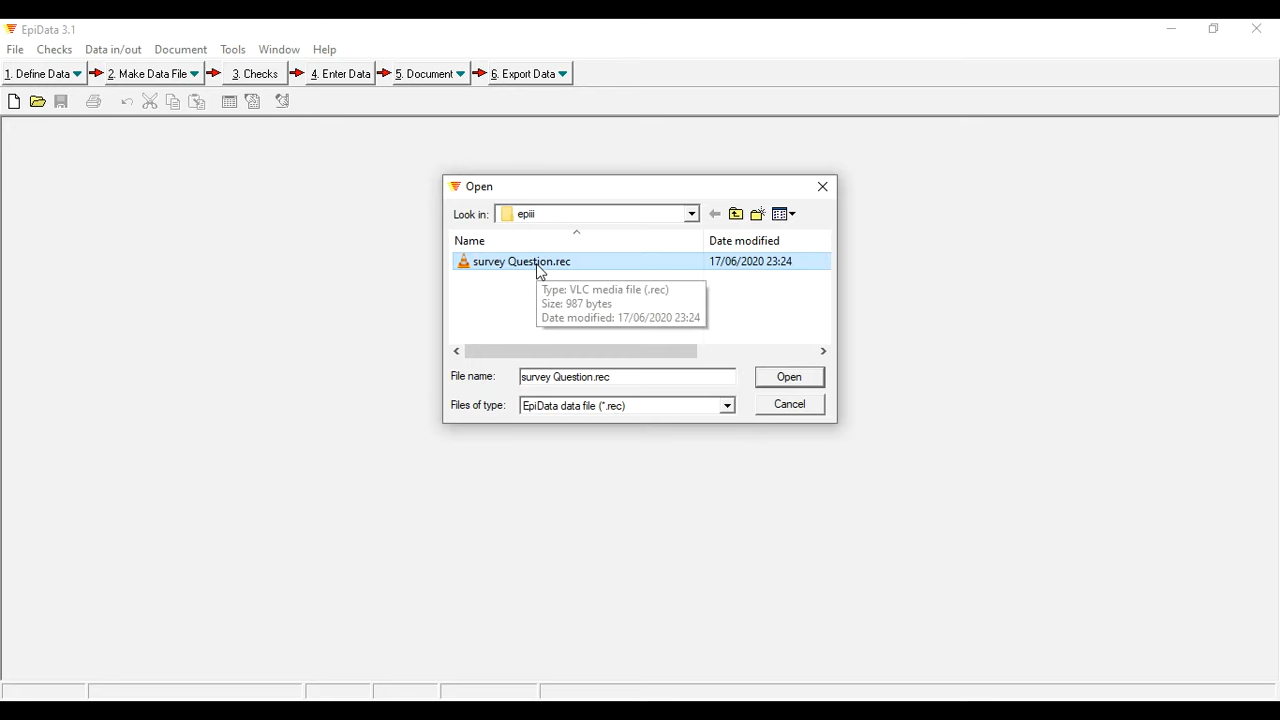 EpiData 3.1
File Checks Data in/out Document Tools Window Help
1. Define Data 2. Make Data File 3. Checks 4. Enter Data 5. Document 6. Export Data
Open
Look in: epiii
Name Date modified
survey Question.rec 17/06/2020 23:24
Type: VLC media file (.rec)
Size: 987 bytes
Date modified: 17/06/2020 23:24
File name: survey Question.rec Open
Files of type: EpiData data file (*.rec) Cancel